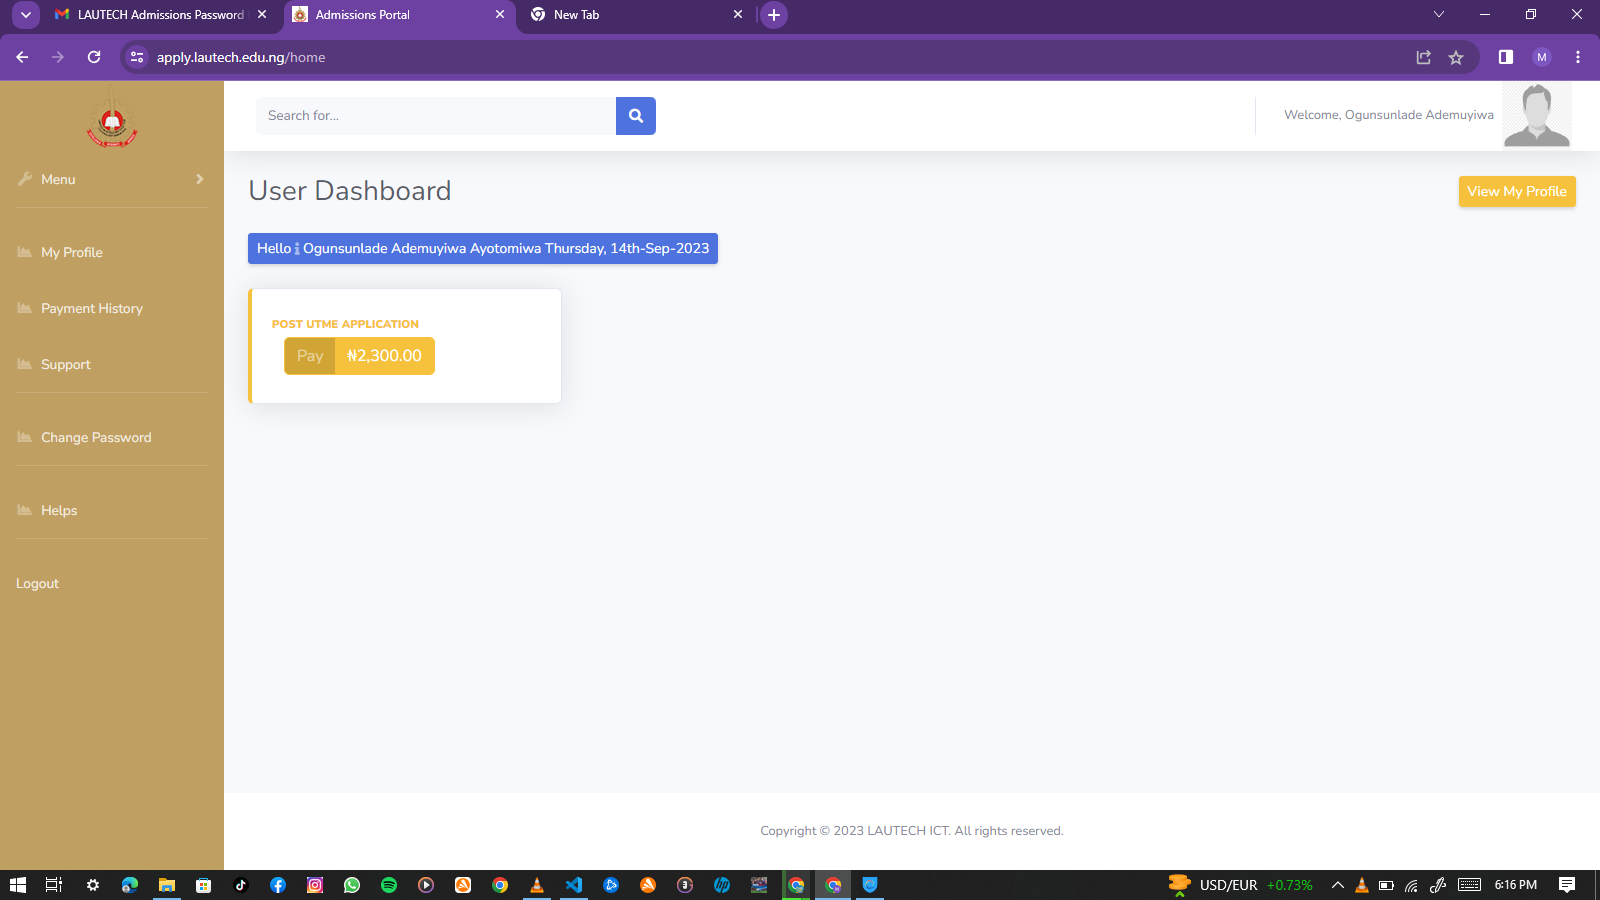 LAUTECH Admissions Password
Admissions Portal
New Tab
apply.lautech.edu.ng/home
M
Search for...
Welcome, Ogunsunlade Ademuyiwa
Menu
My Profile
Payment History
Support
Change Password
Helps
Logout
User Dashboard
View My Profile
Hello Ogunsunlade Ademuyiwa Ayotomiwa Thursday, 14th-Sep-2023
POST UTME APPLICATION
Pay ₦2,300.00
Copyright © 2023 LAUTECH ICT. All rights reserved.
USD/EUR +0.73%
6:16 PM